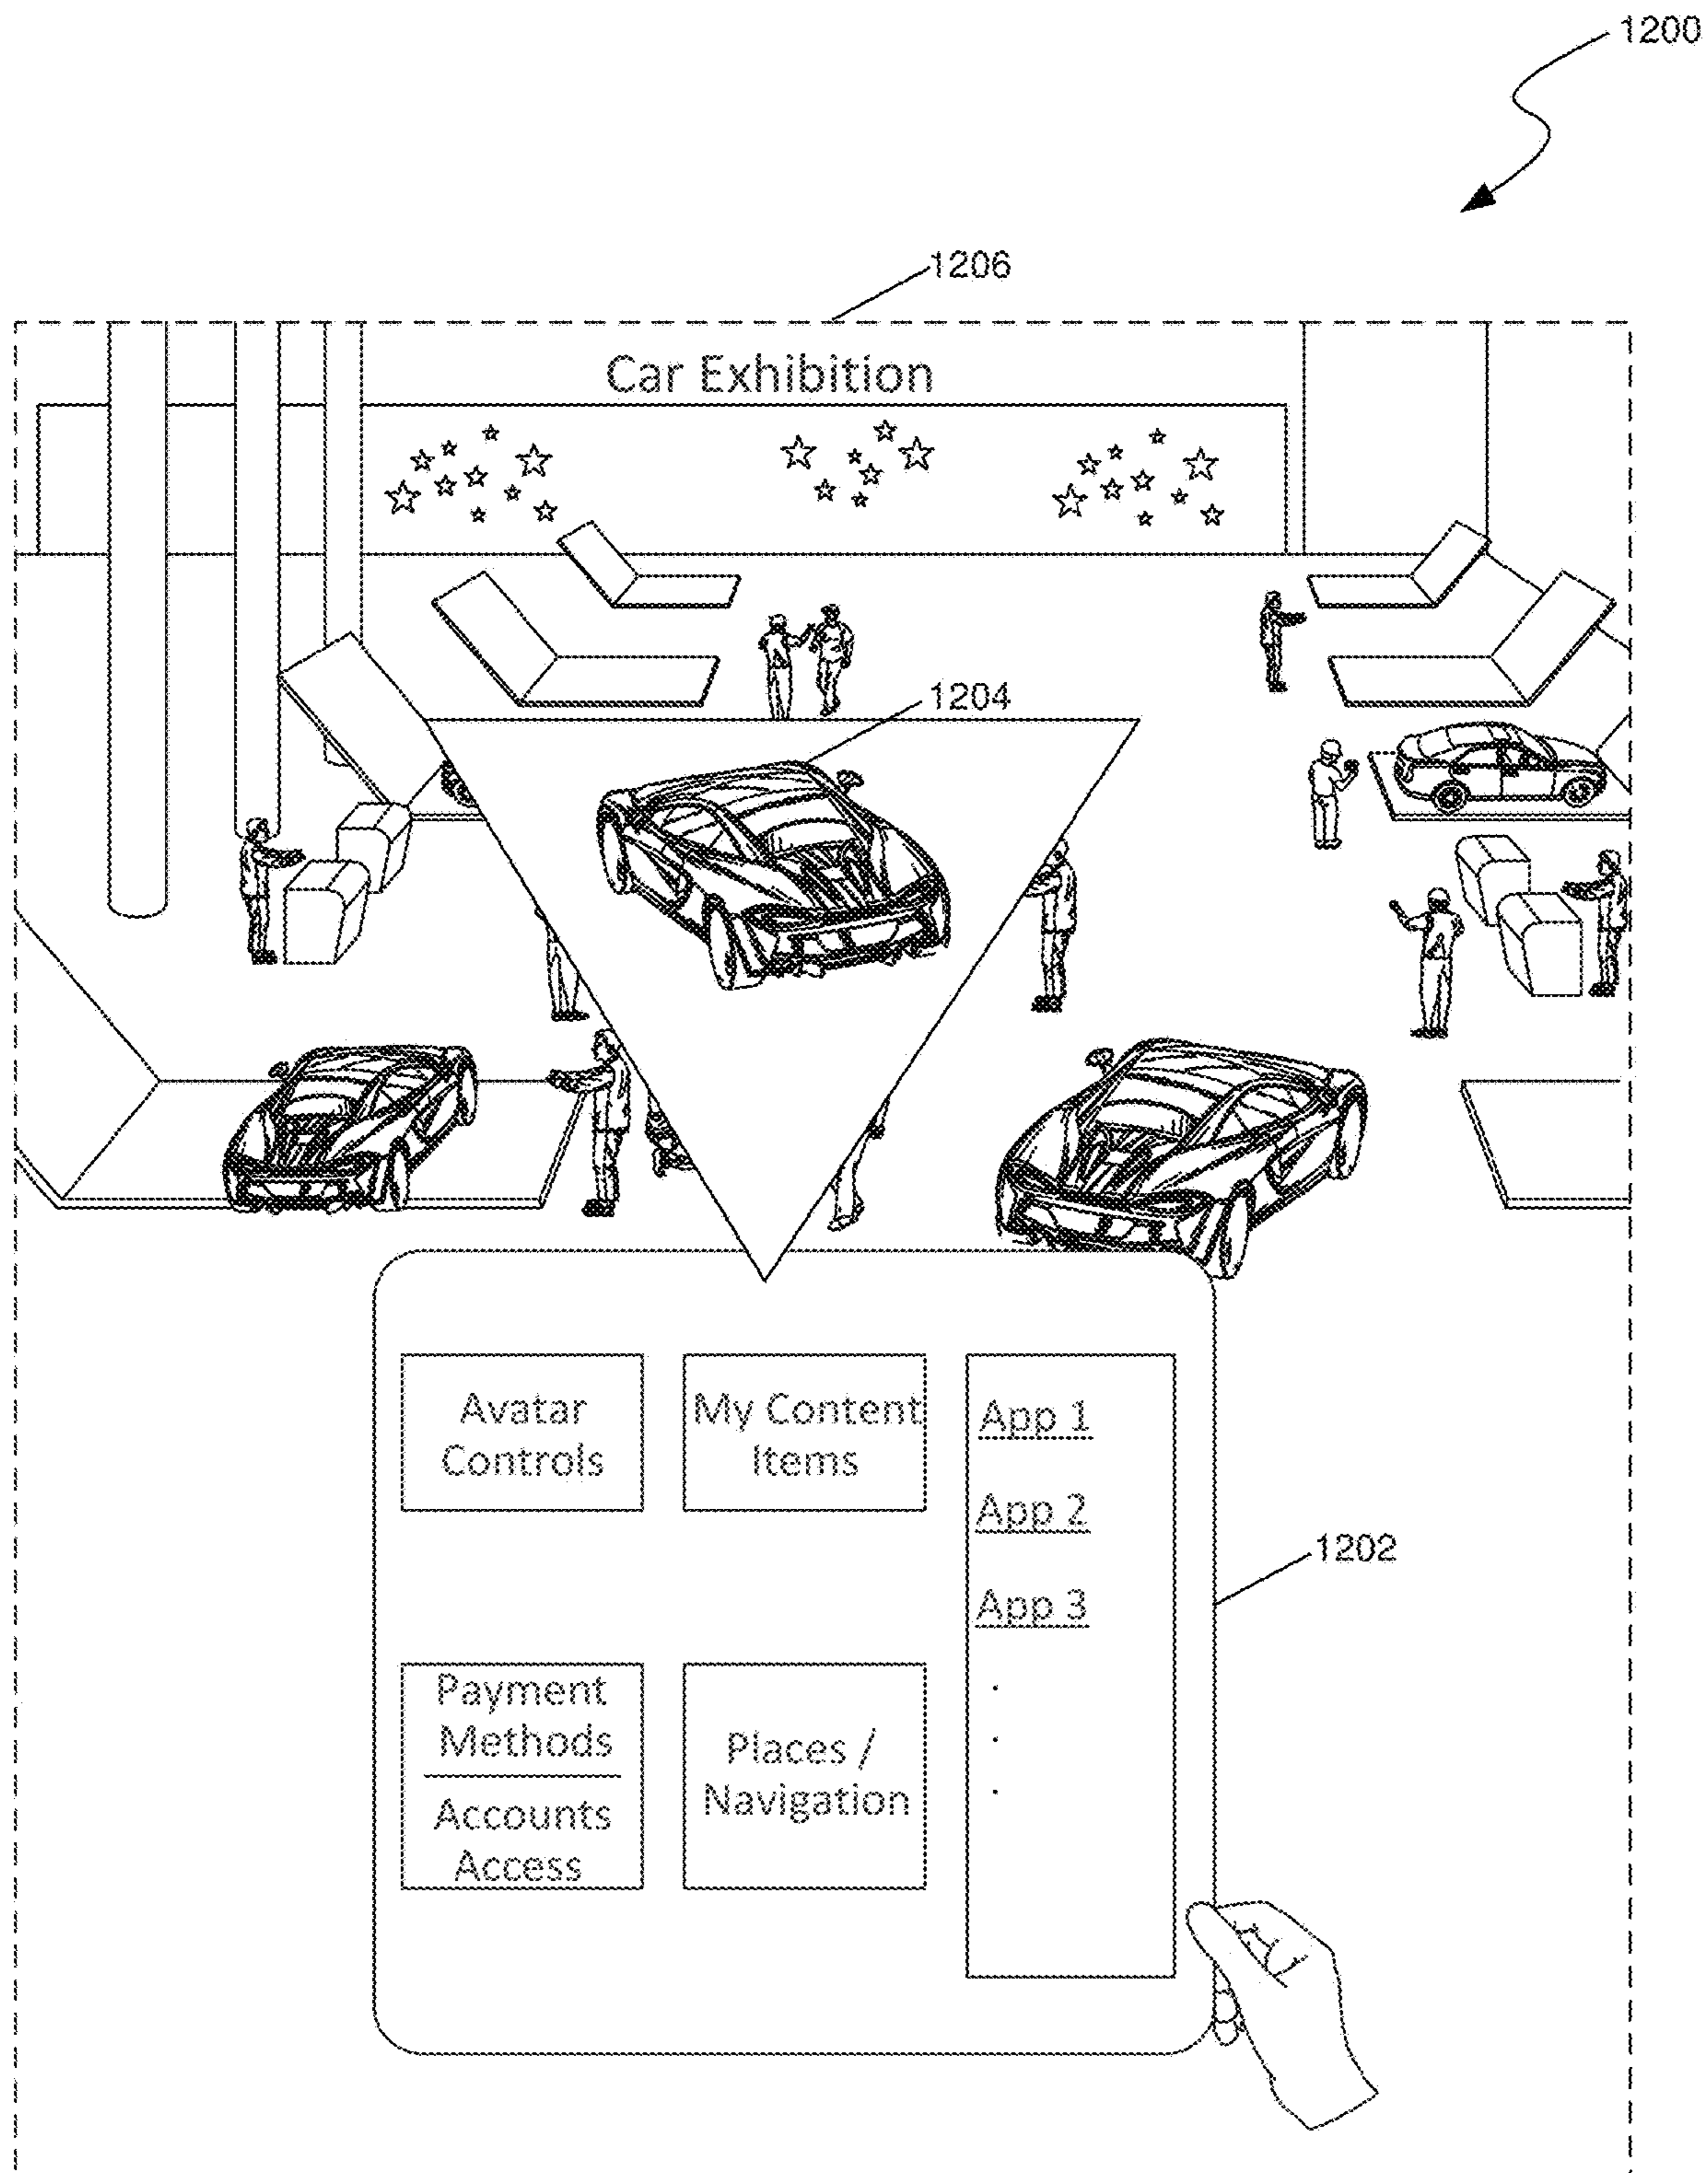 1200
1206
Car Exhibition
1204
Avatar
Controls
My Content
Items
App 1
App 2
App 3
1202
Payment
Methods
Accounts
Access
Places /
Navigation